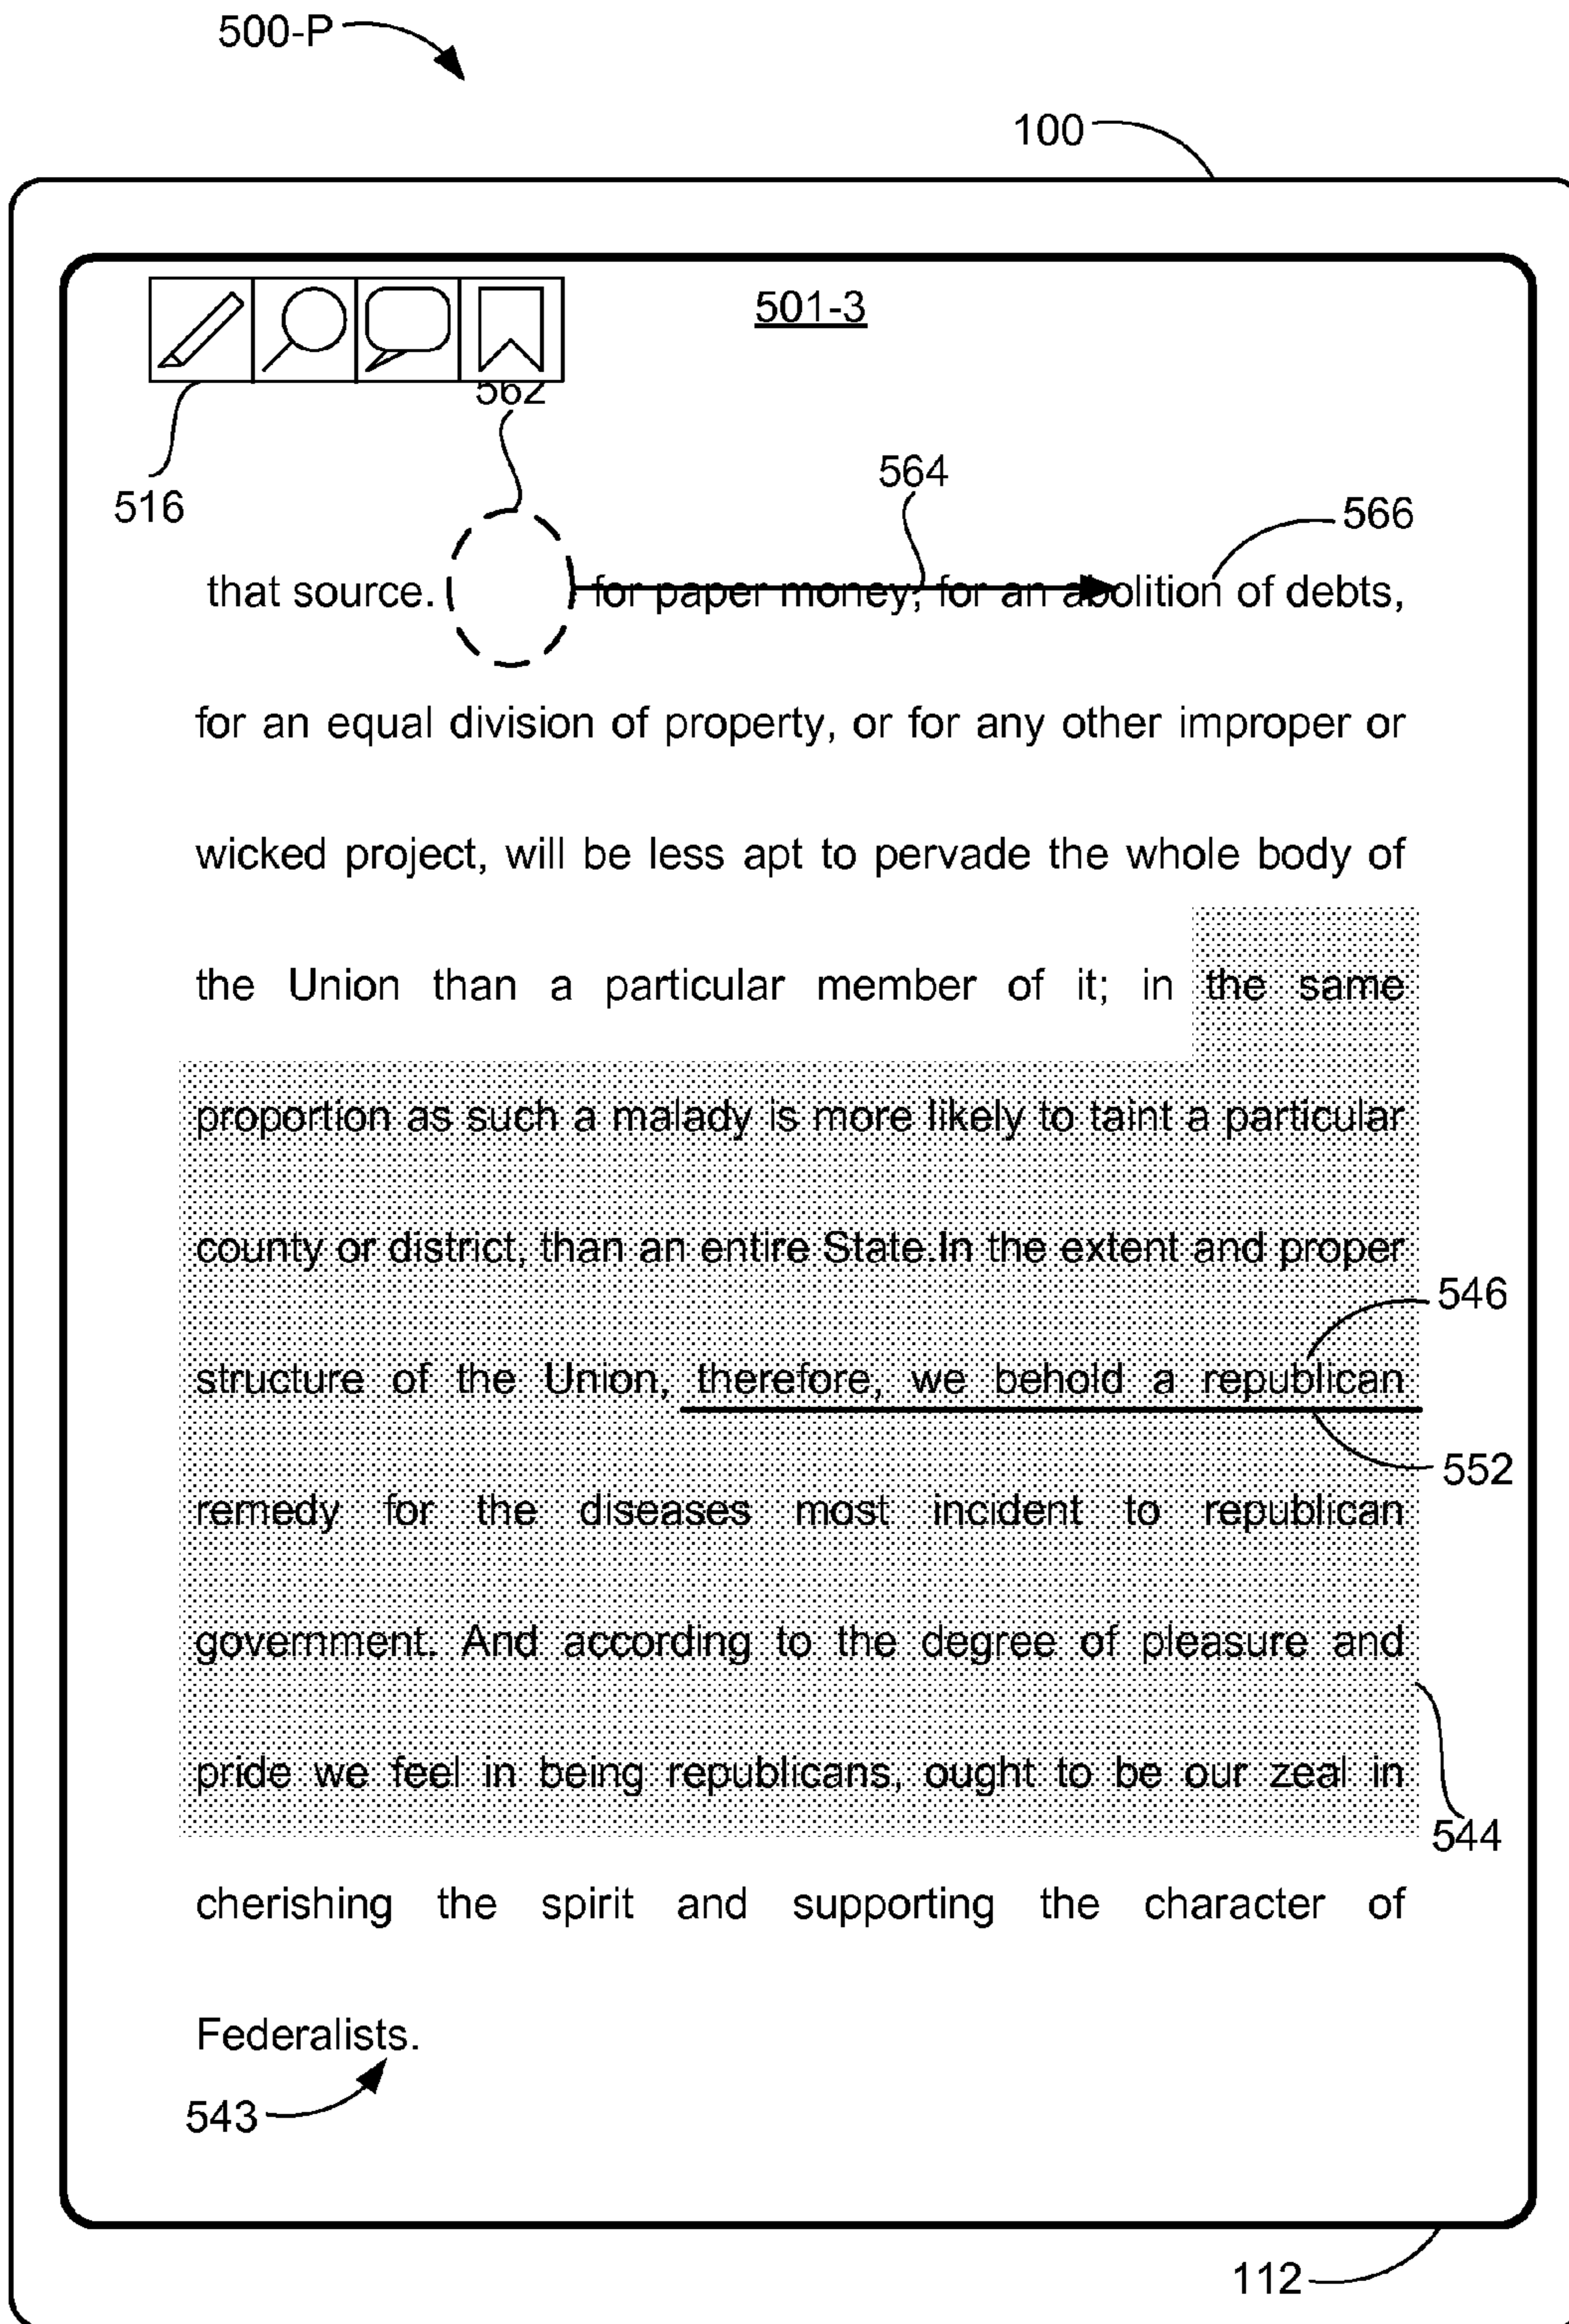 500-P
100
501-3
562
516
564
566
that source. for paper money; for an abolition of debts,
for an equal division of property, or for any other improper or
wicked project, will be less apt to pervade the whole body of
the Union than a particular member of it; in the same
proportion as such a malady is more likely to taint a particular
county or district, than an entire State.In the extent and proper
546
structure of the Union, therefore, we behold a republican
552
remedy for the diseases most incident to republican
government. And according to the degree of pleasure and
pride we feel in being republicans, ought to be our zeal in
544
cherishing the spirit and supporting the character of
Federalists.
543
112